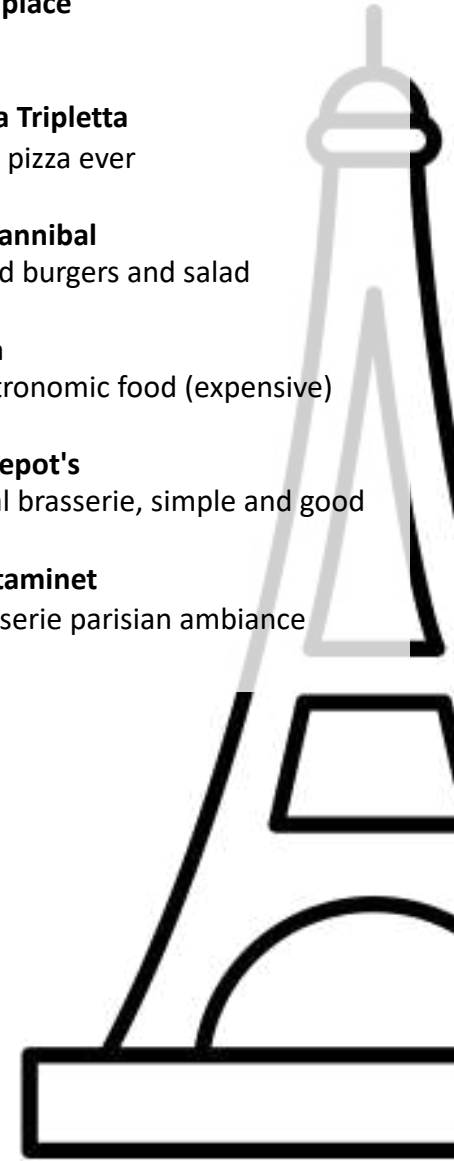 place
a Tripletta
pizza ever
annibal
d burgers and salad
tronomic food (expensive)
epot's
l brasserie, simple and good
taminet
serie parisian ambiance